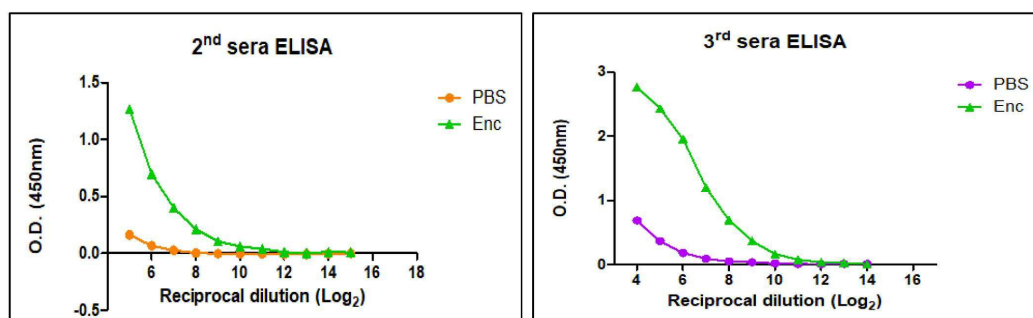 2nd sera ELISA
O.D. (450nm)
1.5
1.0
0.5
0.0
-0.5
6 8 10 12 14 16 18
Reciprocal dilution (Log2)
PBS
Enc
3rd sera ELISA
O.D. (450nm)
3
2
1
0
4 6 8 10 12 14 16
Reciprocal dilution (Log2)
PBS
Enc